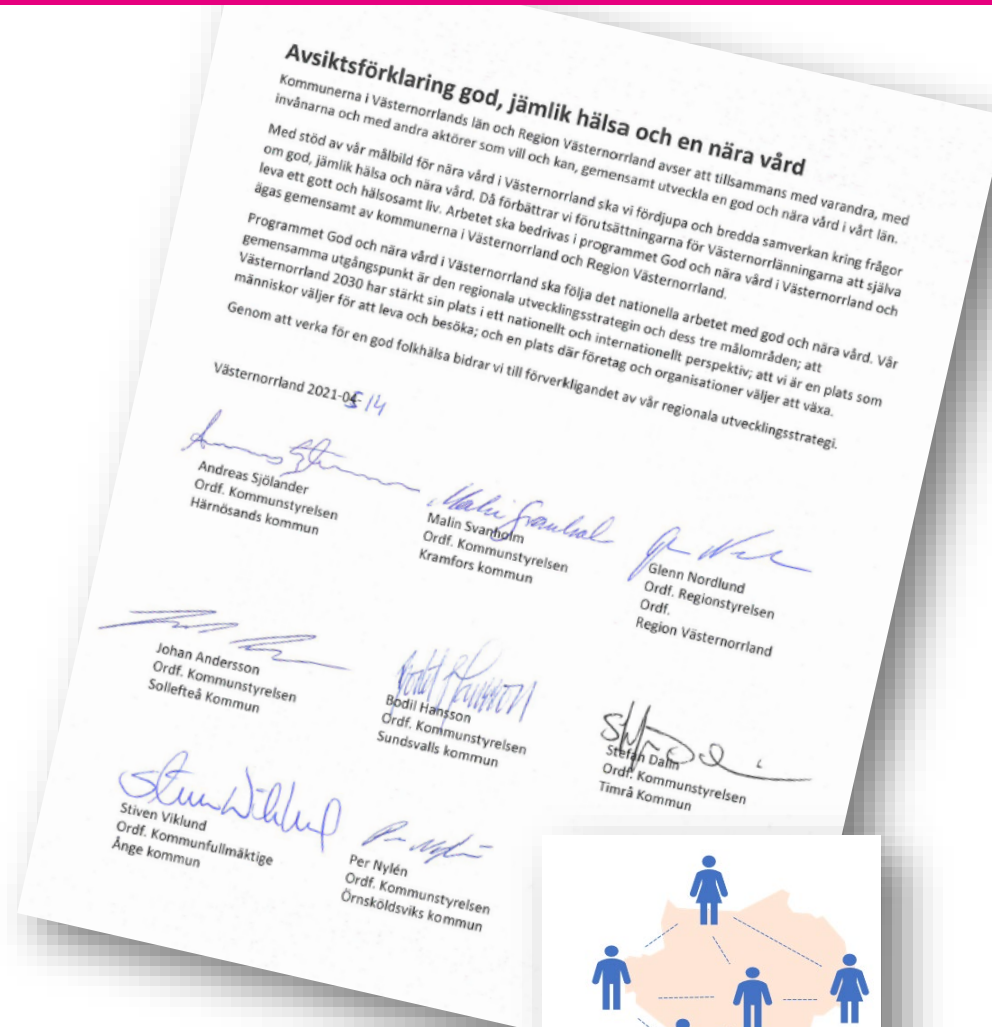 Avsiktsförklaring god, jämlik hälsa och en nära vård
Kommunerna i Västernorrlands län och Region Västernorrland avser att tillsammans med varandra, med
invånarna och med andra aktörer som vill och kan, gemensamt utveckla en god och nära vård i vårt län.
Med stöd av vår målbild för nära vård i Västernorrland ska vi fördjupa och bredda samverkan kring frågor
om god, jämlik hälsa och nära vård. Då förbättrar vi förutsättningarna för Västernorrlänningarna att själva
leva ett gott och hälsosamt liv. Arbetet ska bedrivas i programmet God och nära vård i Västernorrland och
ägas gemensamt av kommunerna i Västernorrland och Region Västernorrland.
Programmet God och nära vård i Västernorrland ska följa det nationella arbetet med god och nära vård. Vår
gemensamma utgångspunkt är den regionala utvecklingsstrategin och dess tre målområden; att
Västernorrland 2030 har stärkt sin plats i ett nationellt och internationellt perspektiv; att vi är en plats som
människor väljer för att leva och besöka; och en plats där företag och organisationer väljer att växa.
Genom att verka för en god folkhälsa bidrar vi till förverkligandet av vår regionala utvecklingsstrategi.
Västernorrland 2021-04- 5 14
Andreas Sjölander
Ordf. Kommunstyrelsen
Härnösands kommun
Malin Svanholm
Malin Svanholm
Ordf. Kommunstyrelsen
Kramfors kommun
Glenn Nordlund
Ordf. Regionstyrelsen
Ordf.
Region Västernorrland
Johan Andersson
Ordf. Kommunstyrelsen
Sollefteå Kommun
Bodil Hansson
Bodil Hansson
Ordf. Kommunstyrelsen
Sundsvalls kommun
Stefan Dalin
Ordf. Kommunstyrelsen
Timrå Kommun
Stiven Viklund
Ordf. Kommunfullmäktige
Ånge kommun
Per Nylén
Per Nylén
Ordf. Kommunstyrelsen
Örnsköldsviks kommun